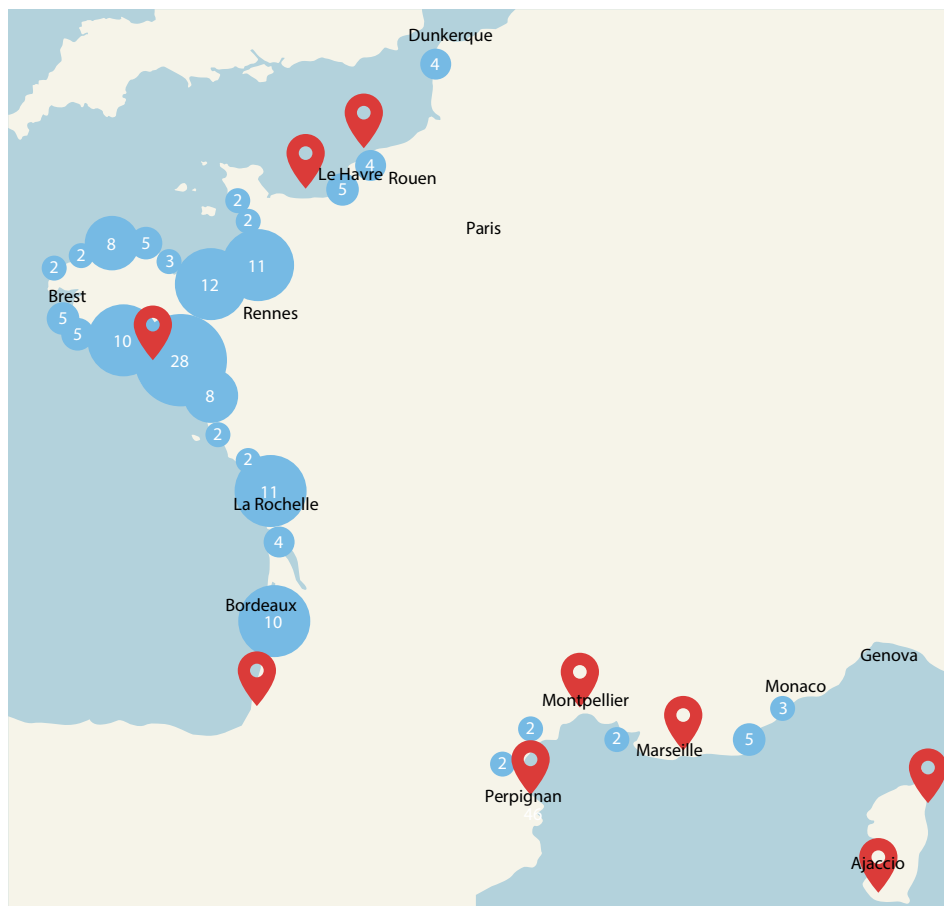 Dunkerque
4
4
Le Havre
Rouen
5
2
2
Paris
8
5
2
3
2
11
12
Brest
Rennes
5
5
10
28
8
2
2
11
La Rochelle
4
Bordeaux
10
Genova
Monaco
Montpellier
3
2
2
5
Marseille
2
Perpignan
Ajaccio